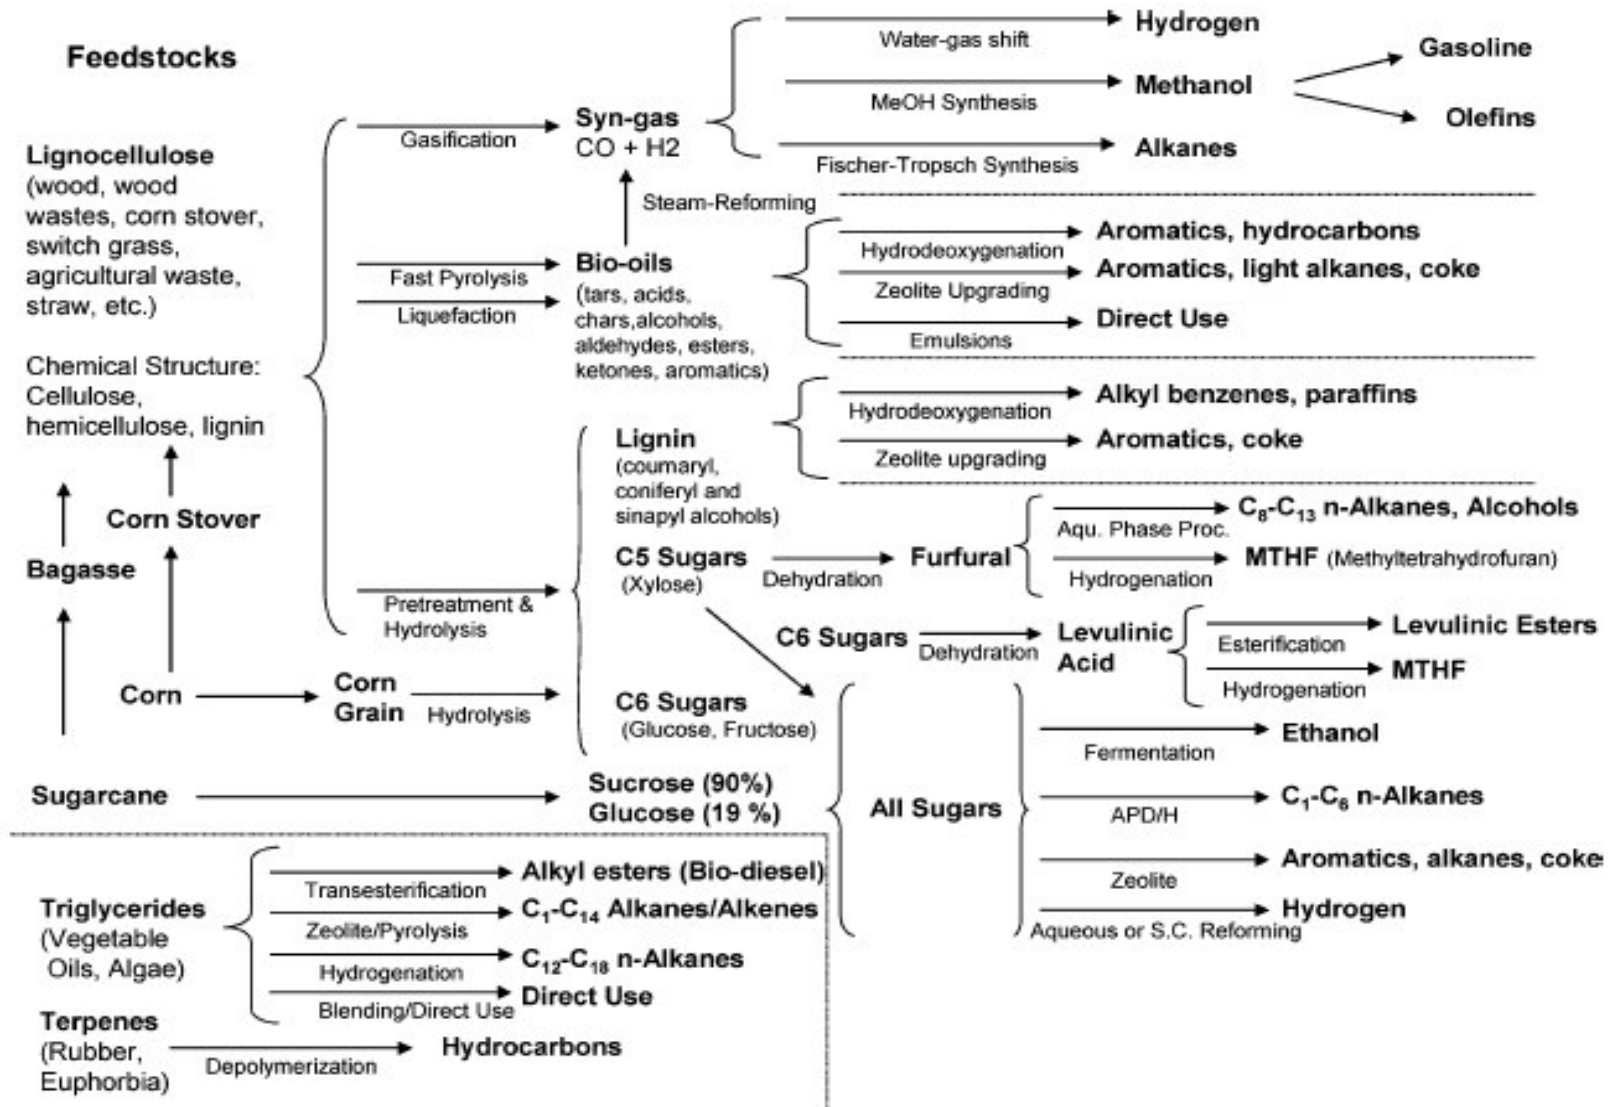 Feedstocks
Lignocellulose
(wood, wood
wastes, corn stover,
switch grass,
agricultural waste,
straw, etc.)
Chemical Structure:
Cellulose,
hemicellulose, lignin
Corn Stover
Bagasse
Corn
Corn
Grain
Hydrolysis
Sugarcane
Gasification
Syn-gas
CO + H2
Water-gas shift
Hydrogen
MeOH Synthesis
Methanol
Gasoline
Olefins
Fischer-Tropsch Synthesis
Alkanes
Steam-Reforming
Fast Pyrolysis
Liquefaction
Bio-oils
(tars, acids,
chars,alcohols,
aldehydes, esters,
ketones, aromatics)
Hydrodeoxygenation
Aromatics, hydrocarbons
Zeolite Upgrading
Aromatics, light alkanes, coke
Emulsions
Direct Use
Pretreatment &
Hydrolysis
Lignin
(coumaryl,
coniferyl and
sinapyl alcohols)
Hydrodeoxygenation
Alkyl benzenes, paraffins
Zeolite upgrading
Aromatics, coke
C5 Sugars
(Xylose)
Dehydration
Furfural
Aqu. Phase Proc.
C8-C13 n-Alkanes, Alcohols
Hydrogenation
MTHF (Methyltetrahydrofuran)
C6 Sugars
Dehydration
Levulinic
Acid
Esterification
Levulinic Esters
Hydrogenation
MTHF
C6 Sugars
(Glucose, Fructose)
Sucrose (90%)
Glucose (19 %)
All Sugars
Fermentation
Ethanol
APD/H
C1-C6 n-Alkanes
Zeolite
Aromatics, alkanes, coke
Aqueous or S.C. Reforming
Hydrogen
Triglycerides
(Vegetable
Oils, Algae)
Transesterification
Alkyl esters (Bio-diesel)
Zeolite/Pyrolysis
C1-C14 Alkanes/Alkenes
Hydrogenation
C12-C18 n-Alkanes
Blending/Direct Use
Direct Use
Terpenes
(Rubber,
Euphorbia)
Depolymerization
Hydrocarbons